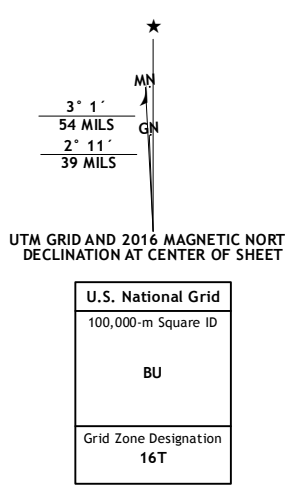 MN
3° 1´
54 MILS
GN
2° 11´
39 MILS
UTM GRID AND 2016 MAGNETIC NORT
DECLINATION AT CENTER OF SHEET
U.S. National Grid
100,000-m Square ID
BU
Grid Zone Designation
16T